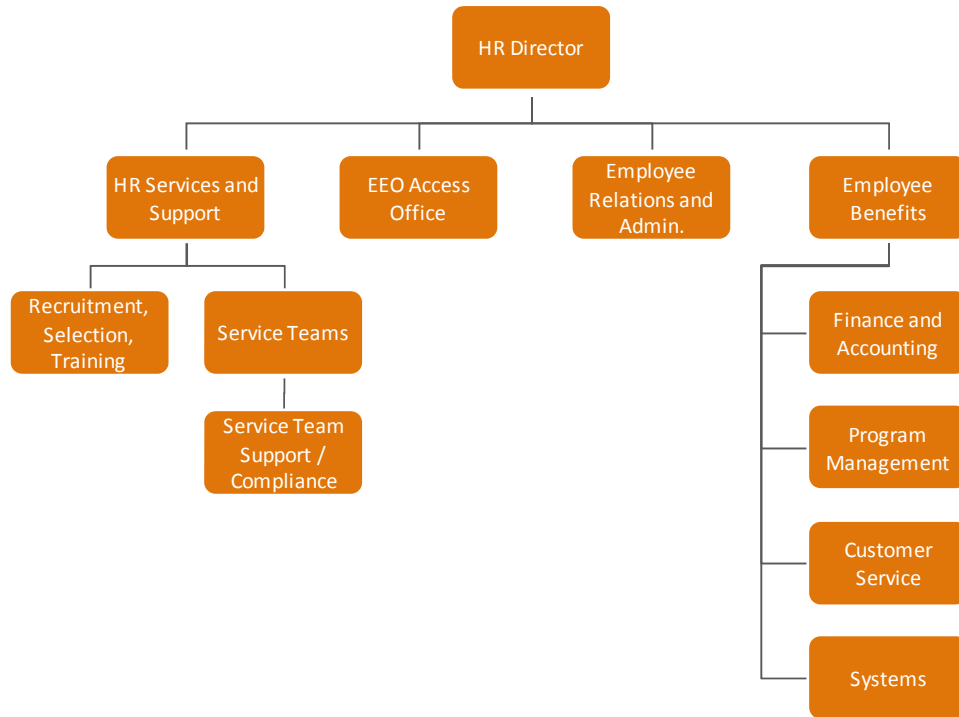 HR Director
HR Services and
Support
EEO Access
Office
Employee
Relations and
Admin.
Employee
Benefits
Recruitment,
Selection,
Training
Service Teams
Service Team
Support /
Compliance
Finance and
Accounting
Program
Management
Customer
Service
Systems